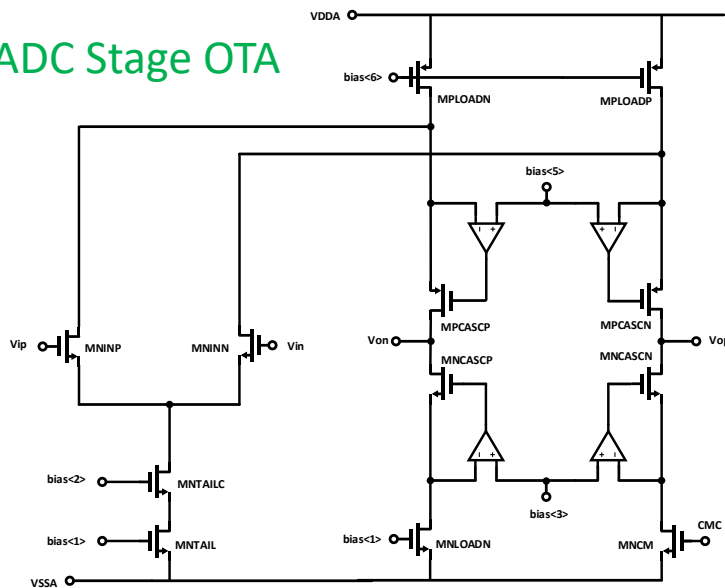 VDDA
ADC Stage OTA
bias<6>
MPLOADN
MPLOADP
bias<5>
- +
+ -
MPCASCP
MPCASCN
Vip
MNINP
MNINN
Vin
Von
Vop
MNCASCP
MNCASCN
bias<2>
MNTAILC
- +
+ -
bias<3>
bias<1>
MNTAIL
bias<1>
MNLOADN
MNCM
CMC
VSSA